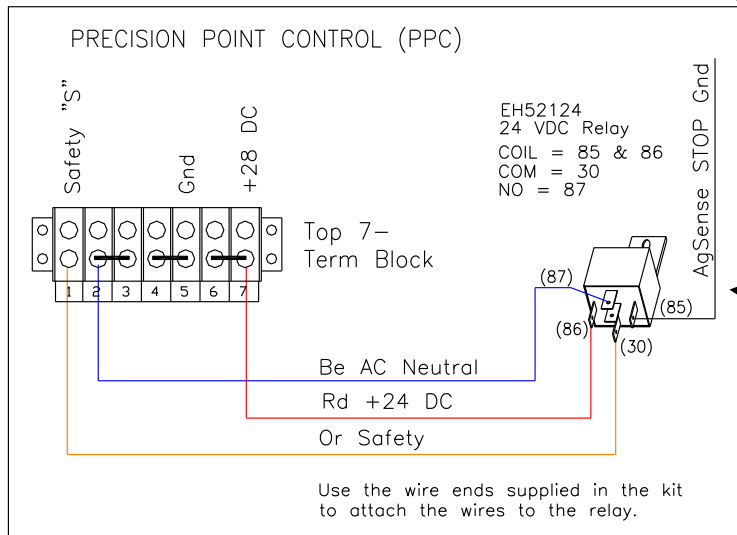 PRECISION POINT CONTROL (PPC)
Safety "S"
Gnd
+28 DC
EH52124
24 VDC Relay
COIL = 85 & 86
COM = 30
NO = 87
AgSense STOP Gnd
Top 7-
Term Block
1 2 3 4 5 6 7
(87)
(86)
(85)
(30)
Be AC Neutral
Rd +24 DC
Or Safety
Use the wire ends supplied in the kit
to attach the wires to the relay.